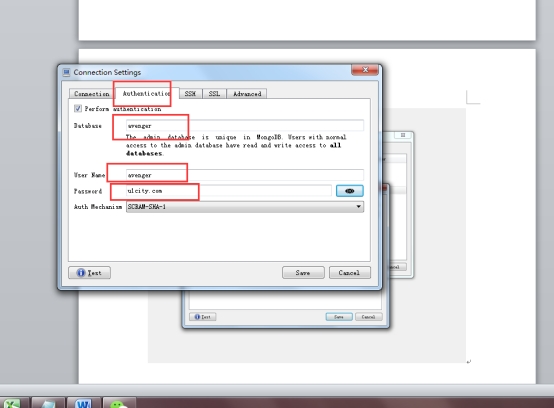 Connection Settings
Connection Authentication SSH SSL Advanced
Perform authentication
Database avenger
The admin database is unique in MongoDB. Users with normal
access to the admin database have read and write access to all
databases.
User Name avenger
Password ulcity.com
Auth Mechanism SCRAM-SHA-1
Test Save Cancel
Test Save Cancel